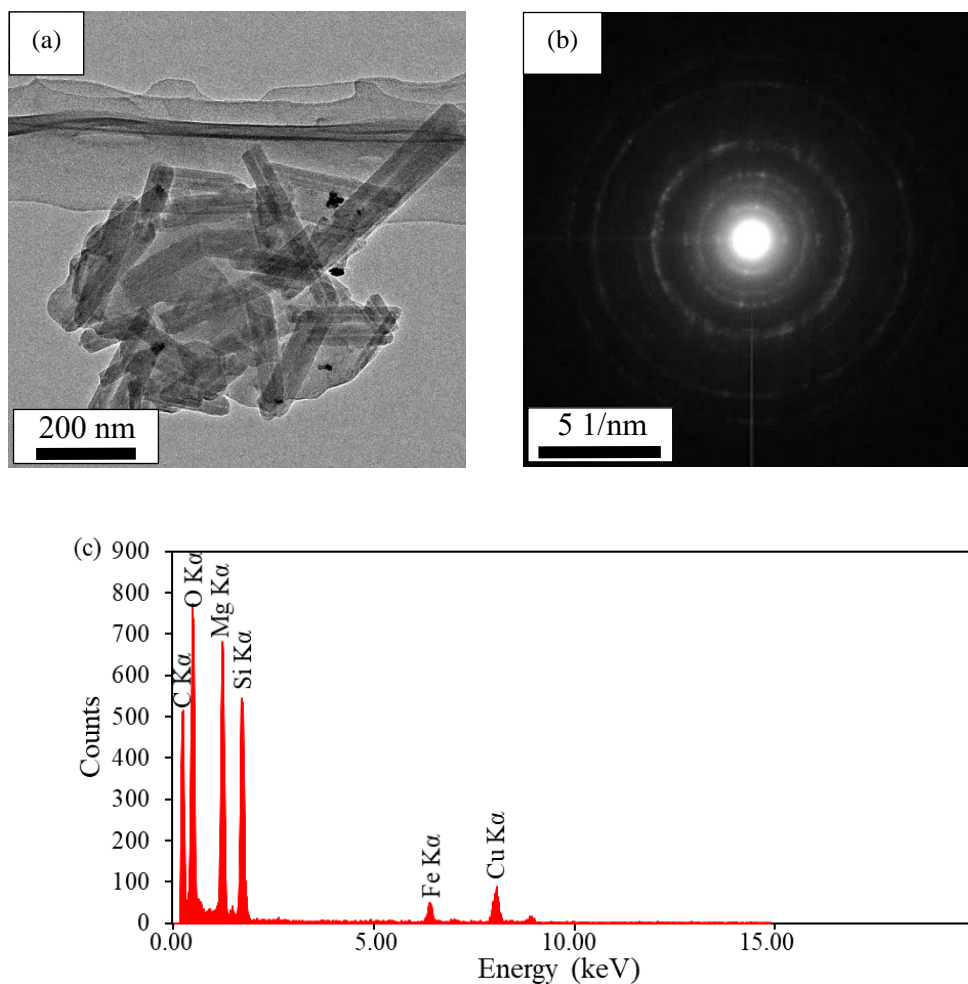 (a)
(b)
200 nm
5 1/nm
(c)
900
800
700
600
500
400
300
200
100
0
Counts
C Kα
O Kα
Mg Kα
Si Kα
Fe Kα
Cu Kα
0.00 5.00 10.00 15.00
Energy (keV)